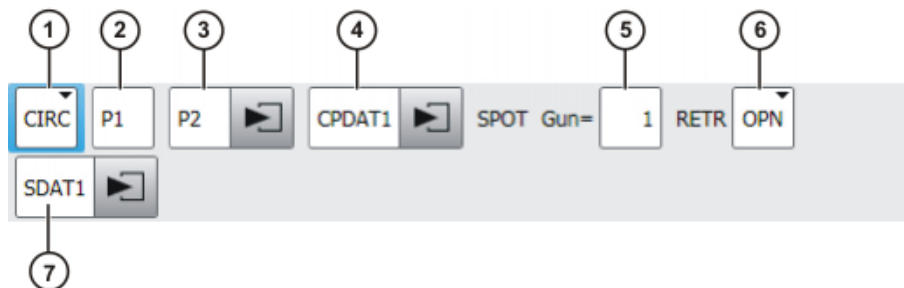 1 2 3 4 5 6
CIRC P1 P2 CPDAT1 SPOT Gun= 1 RETR OPN
SDAT1
7